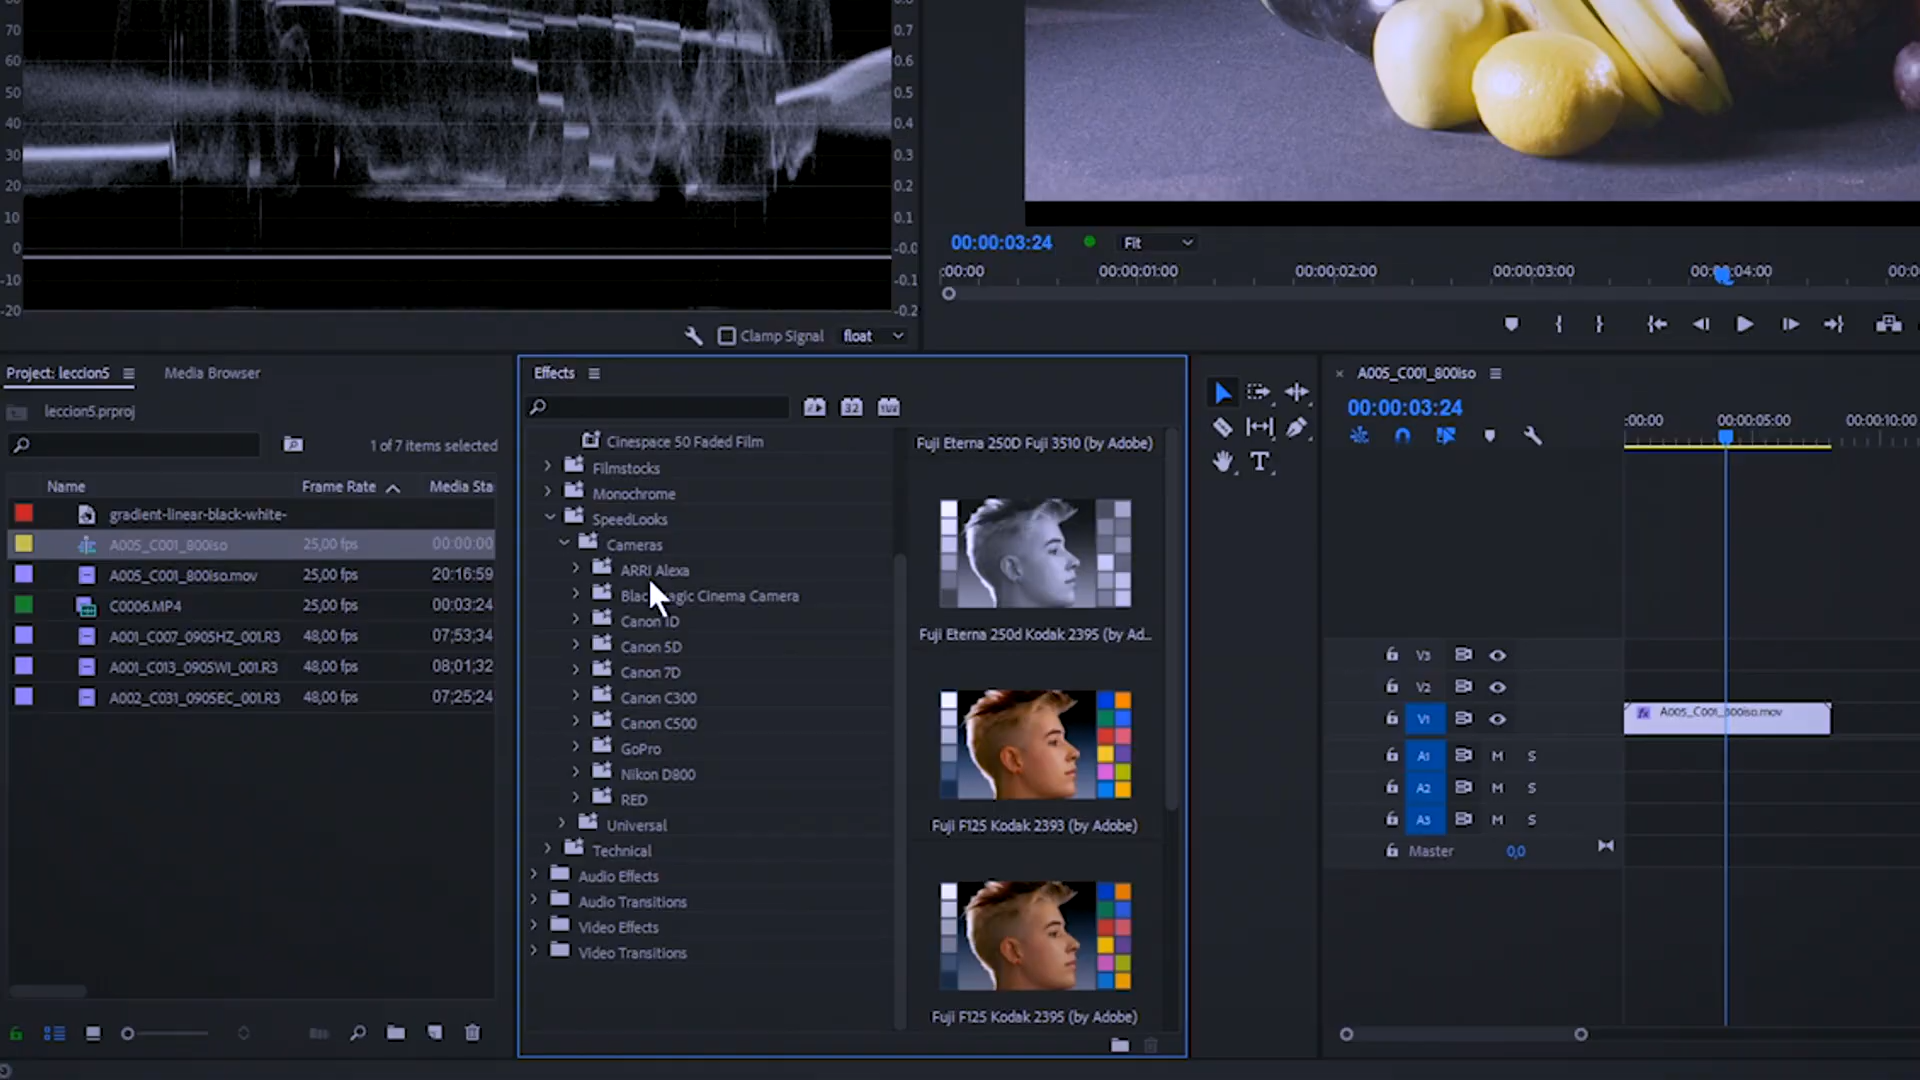 70
60
50
40
30
20
10
0
-10
-20
0.7
0.6
0.5
0.4
0.3
0.2
0.1
-0.0
-0.1
-0.2
Clamp Signal
float
00:00:03:24
Fit
:00:00
00:00:01:00
00:00:02:00
00:00:03:00
00:00:04:00
Project: leccion5
Media Browser
leccion5.prproj
1 of 7 items selected
Name Frame Rate Media Sta
gradient-linear-black-white-
A005_C001_800iso 25,00 fps 00:00:00
A005_C001_800iso.mov 25,00 fps 20:16:59
C0006.MP4 25,00 fps 00:03:24
A001_C007_0905HZ_001.R3 48,00 fps 07;53;34
A001_C013_0905WI_001.R3 48,00 fps 08;01;32
A002_C031_0905EC_001.R3 48,00 fps 07;25;24
Effects
32
YUV
Cinespace 50 Faded Film
Filmstocks
Monochrome
SpeedLooks
Cameras
ARRI Alexa
Blackmagic Cinema Camera
Canon 1D
Canon 5D
Canon 7D
Canon C300
Canon C500
GoPro
Nikon D800
RED
Universal
Technical
Audio Effects
Audio Transitions
Video Effects
Video Transitions
Fuji Eterna 250D Fuji 3510 (by Adobe)
Fuji Eterna 250d Kodak 2395 (by Ad...
Fuji F125 Kodak 2393 (by Adobe)
Fuji F125 Kodak 2395 (by Adobe)
T
× A005_C001_800iso
00:00:03:24
:00:00
00:00:05:00
00:00:10:00
V3
V2
V1
fx A005_C001_800iso.mov
A1 M S
A2 M S
A3 M S
Master 0,0